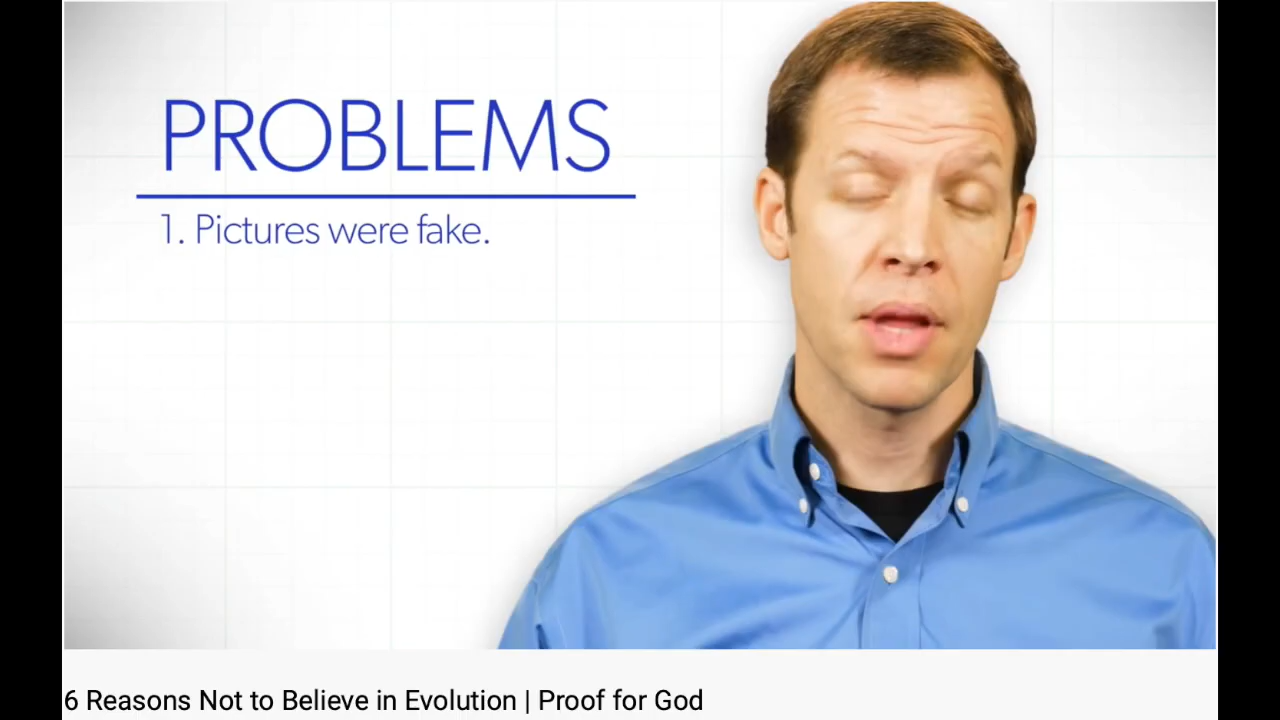 PROBLEMS
1. Pictures were fake.
6 Reasons Not to Believe in Evolution | Proof for God